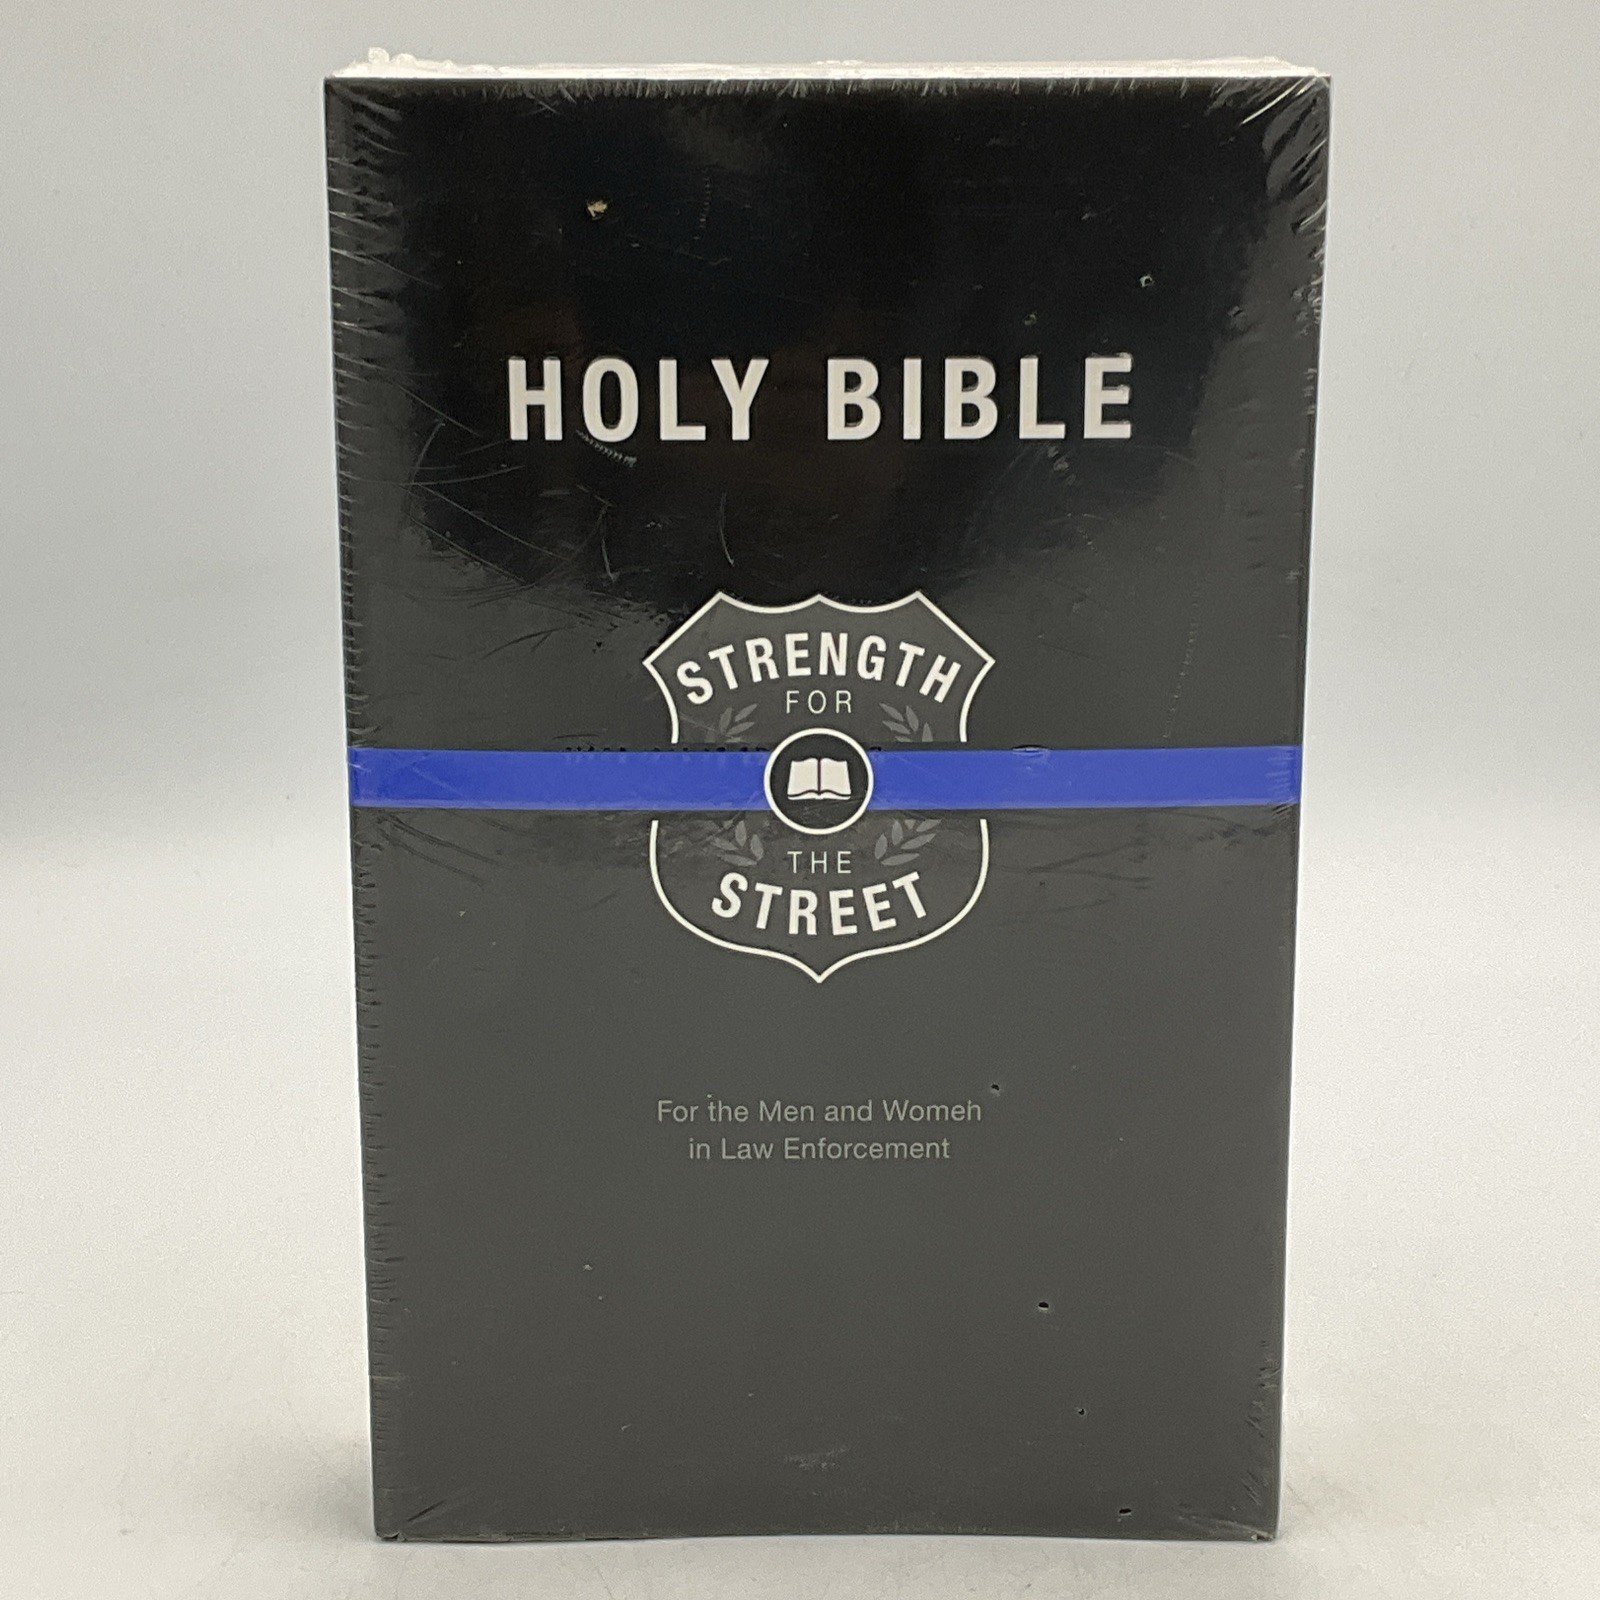 HOLY BIBLE
STRENGTH
FOR
THE
STREET
For the Men and Women
in Law Enforcement